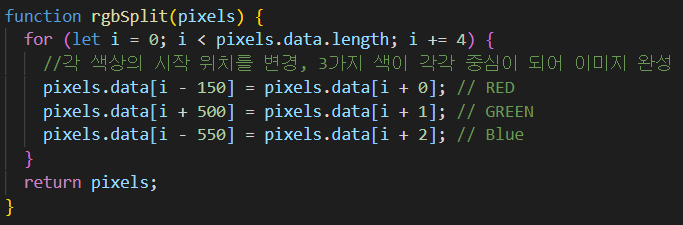 function rgbSplit(pixels) {
for (let i = 0; i < pixels.data.length; i += 4) {
//각 색상의 시작 위치를 변경, 3가지 색이 각각 중심이 되어 이미지 완성
pixels.data[i - 150] = pixels.data[i + 0]; // RED
pixels.data[i + 500] = pixels.data[i + 1]; // GREEN
pixels.data[i - 550] = pixels.data[i + 2]; // Blue
}
return pixels;
}